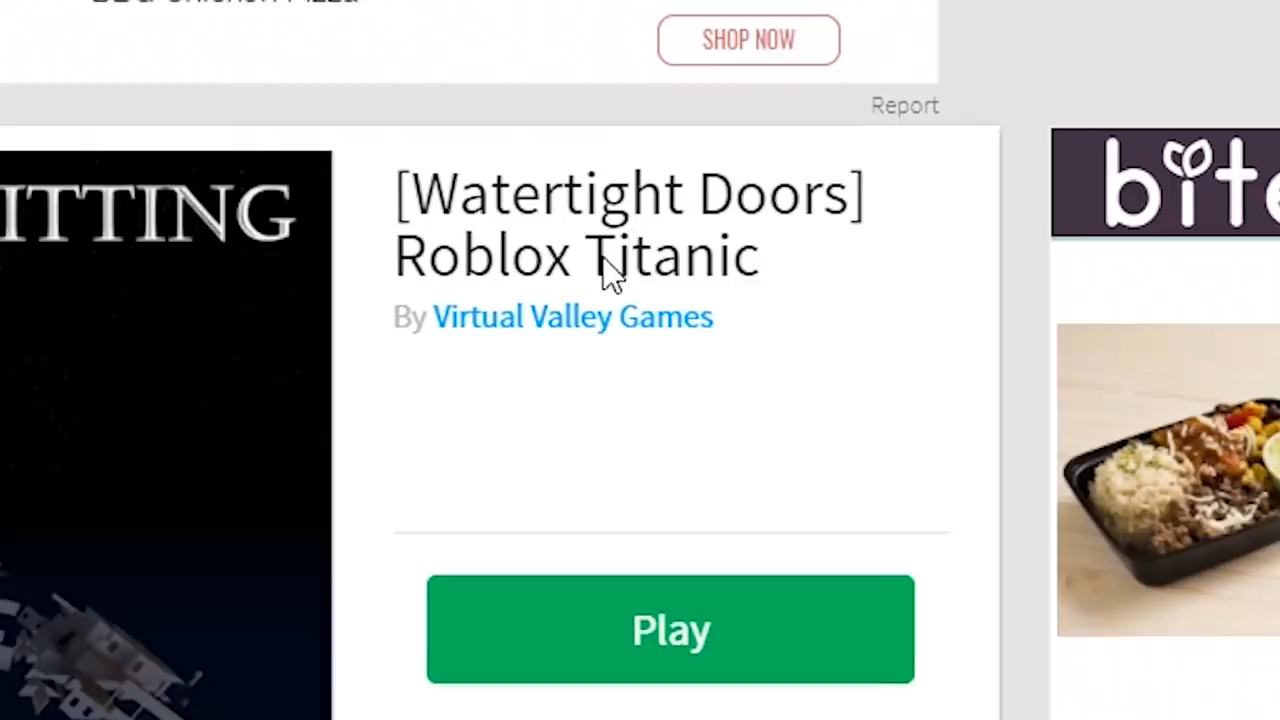 SHOP NOW
Report
ITTING
[Watertight Doors]
Roblox Titanic
By Virtual Valley Games
Play
bite